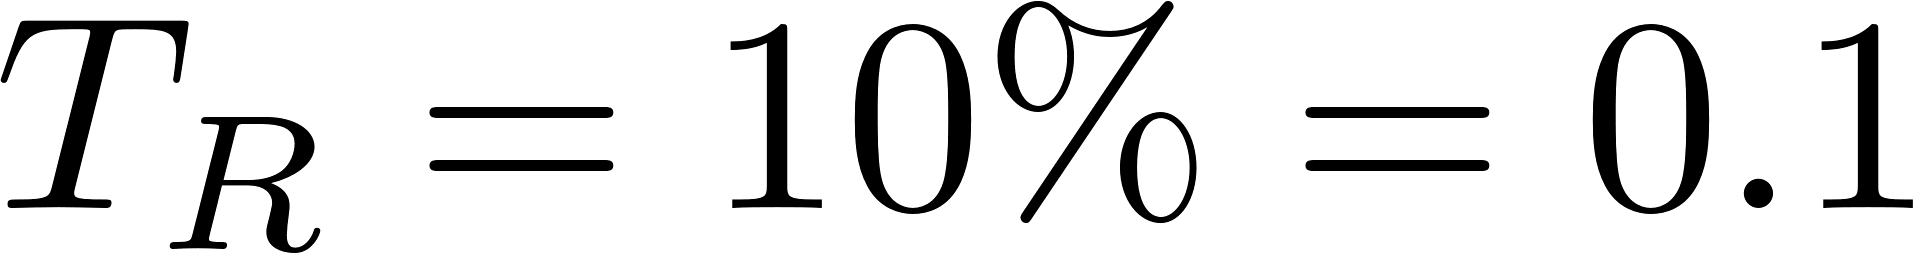 T_R = 10% = 0.1